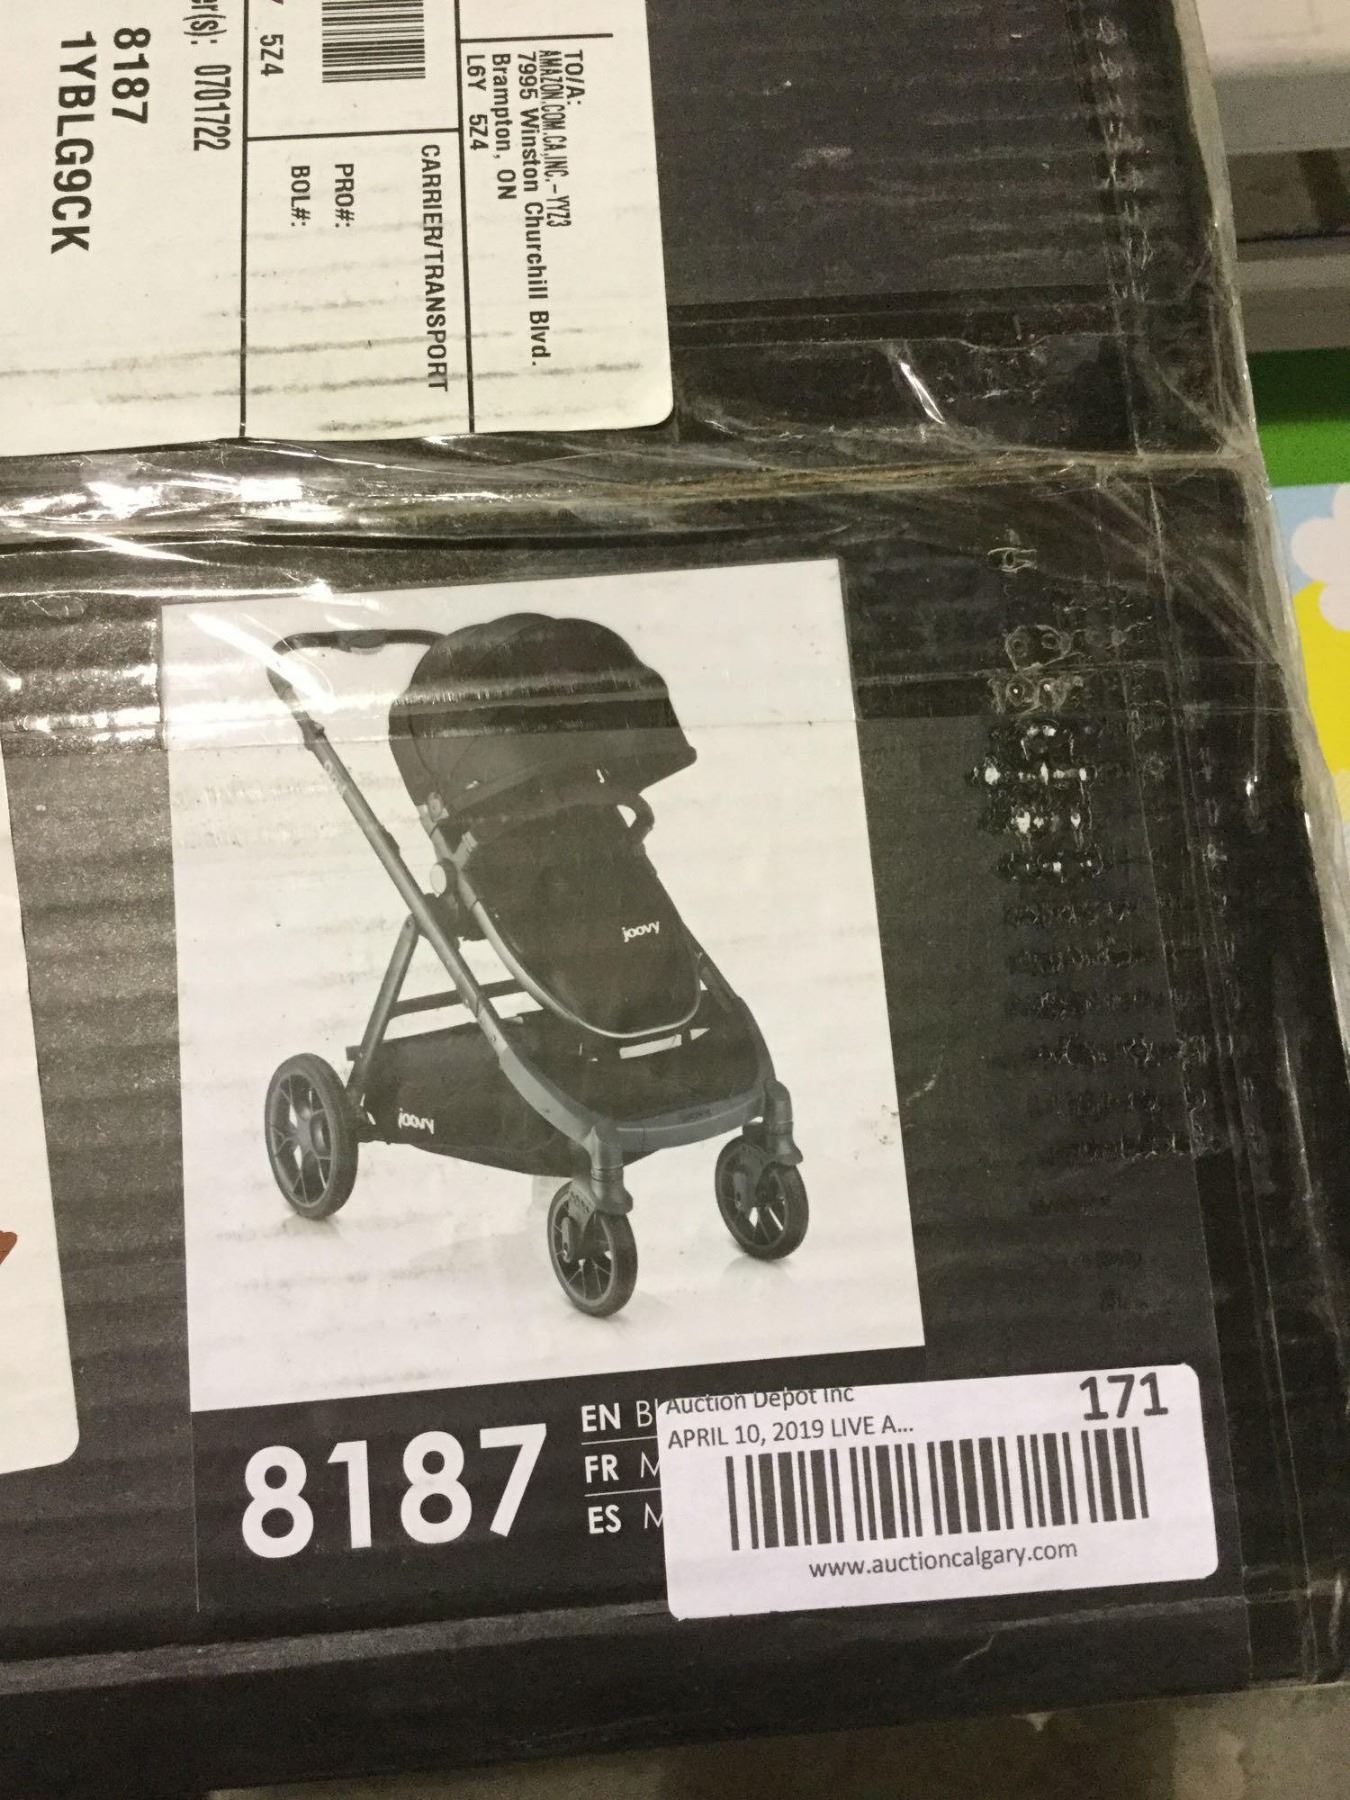 TO/A:
AMAZON.COM.CA,INC.-YYZ3
7995 Winston Churchill Blvd.
Brampton, ON
L6Y 5Z4
CARRIER/TRANSPORT
PRO#:
BOL#:
5Z4
er(s): 0701722
8187
1YBLG9CK
joovy
joovy
8187
EN B
FR M
ES M
Auction Depot Inc
171
APRIL 10, 2019 LIVE A...
www.auctioncalgary.com